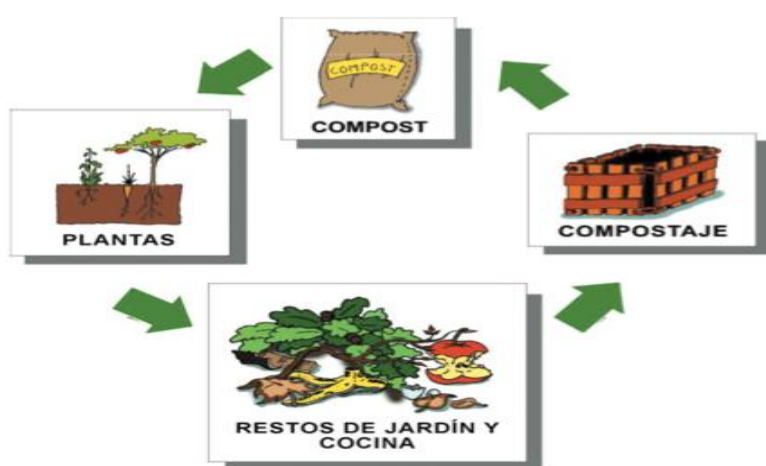 COMPOST
COMPOST
PLANTAS
COMPOSTAJE
RESTOS DE JARDÍN Y
COCINA